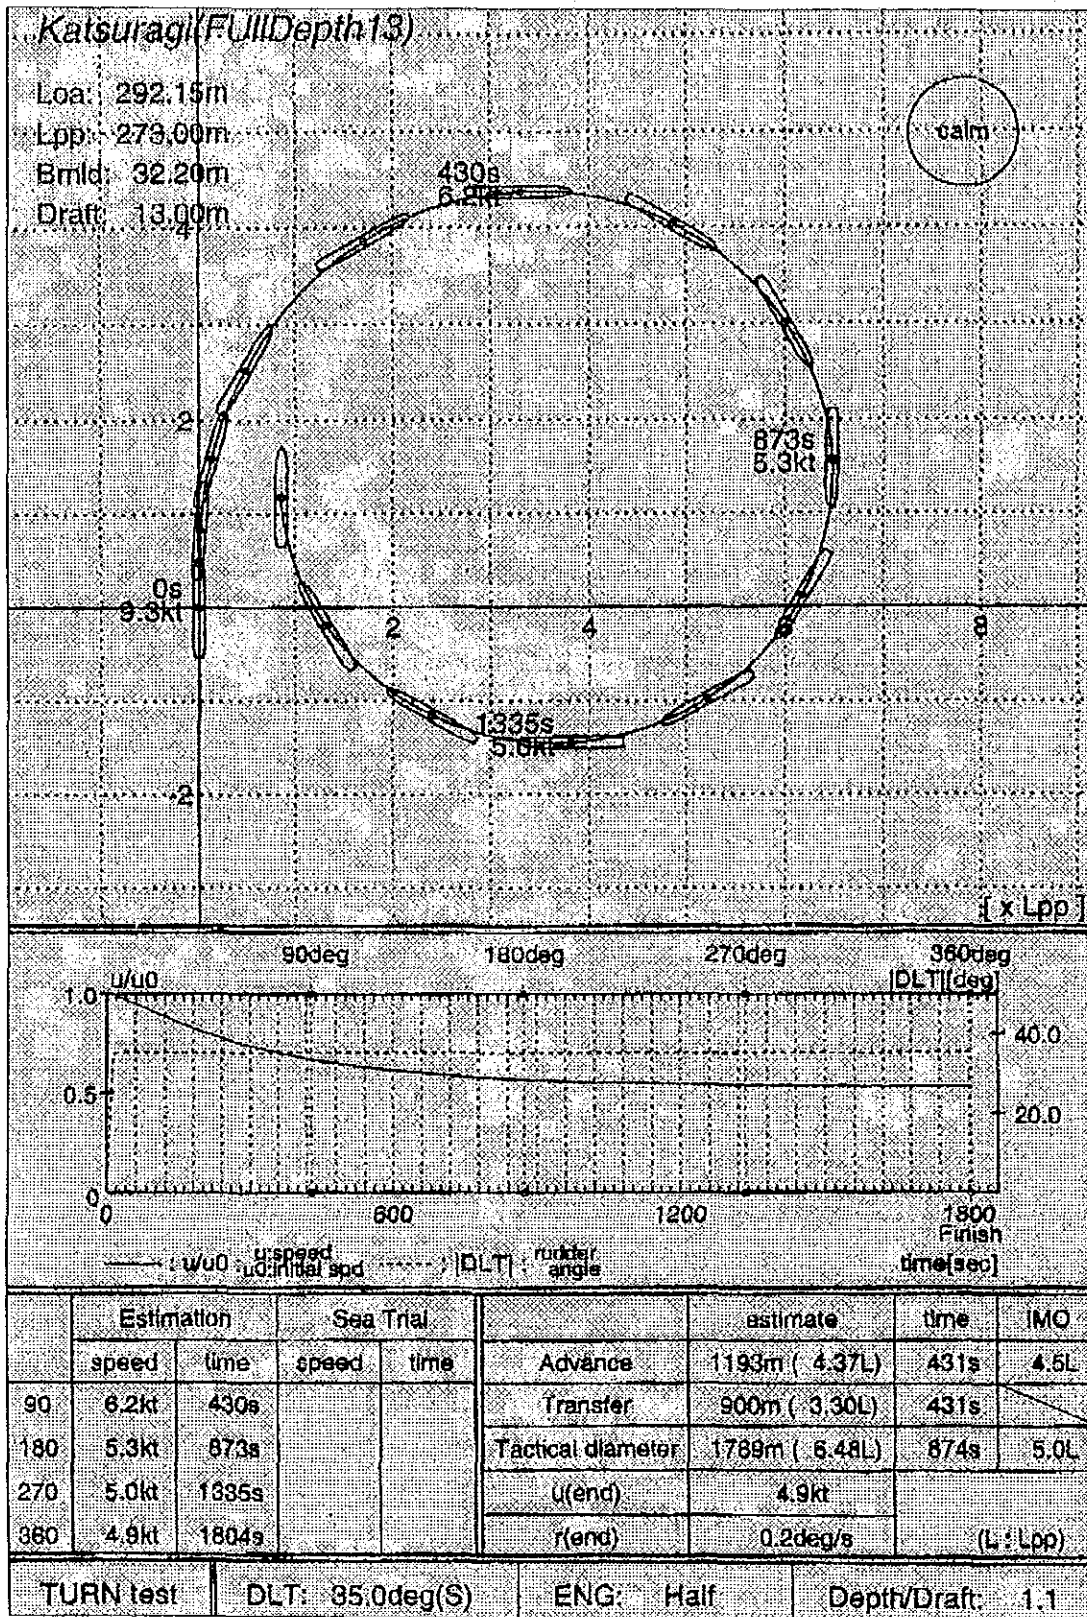 Katsuragi(FullDepth13)
Loa: 292.15m
Lpp: 273.00m
Bmld: 32.20m
Draft: 13.00m
calm
430s
6.2kt
4
2
873s
5.3kt
0s
9.3kt
2
4
6
8
1335s
5.0kt
-2
[ x Lpp ]
90deg
180deg
270deg
360deg
u/u0
|DLT|[deg]
1.0
40.0
0.5
20.0
0
0
600
1200
1800
Finish
: u/u0 u:speed u0:initial spd
: |DLT| : rudder angle
time[sec]
Estimation Sea Trial
speed time speed time
90 6.2kt 430s
180 5.3kt 873s
270 5.0kt 1335s
360 4.9kt 1804s
estimate time IMO
Advance 1193m ( 4.37L) 431s 4.5L
Transfer 900m ( 3.30L) 431s
Tactical diameter 1769m ( 6.48L) 874s 5.0L
u(end) 4.9kt
r(end) 0.2deg/s (L : Lpp)
TURN test DLT: 35.0deg(S) ENG: Half Depth/Draft: 1.1